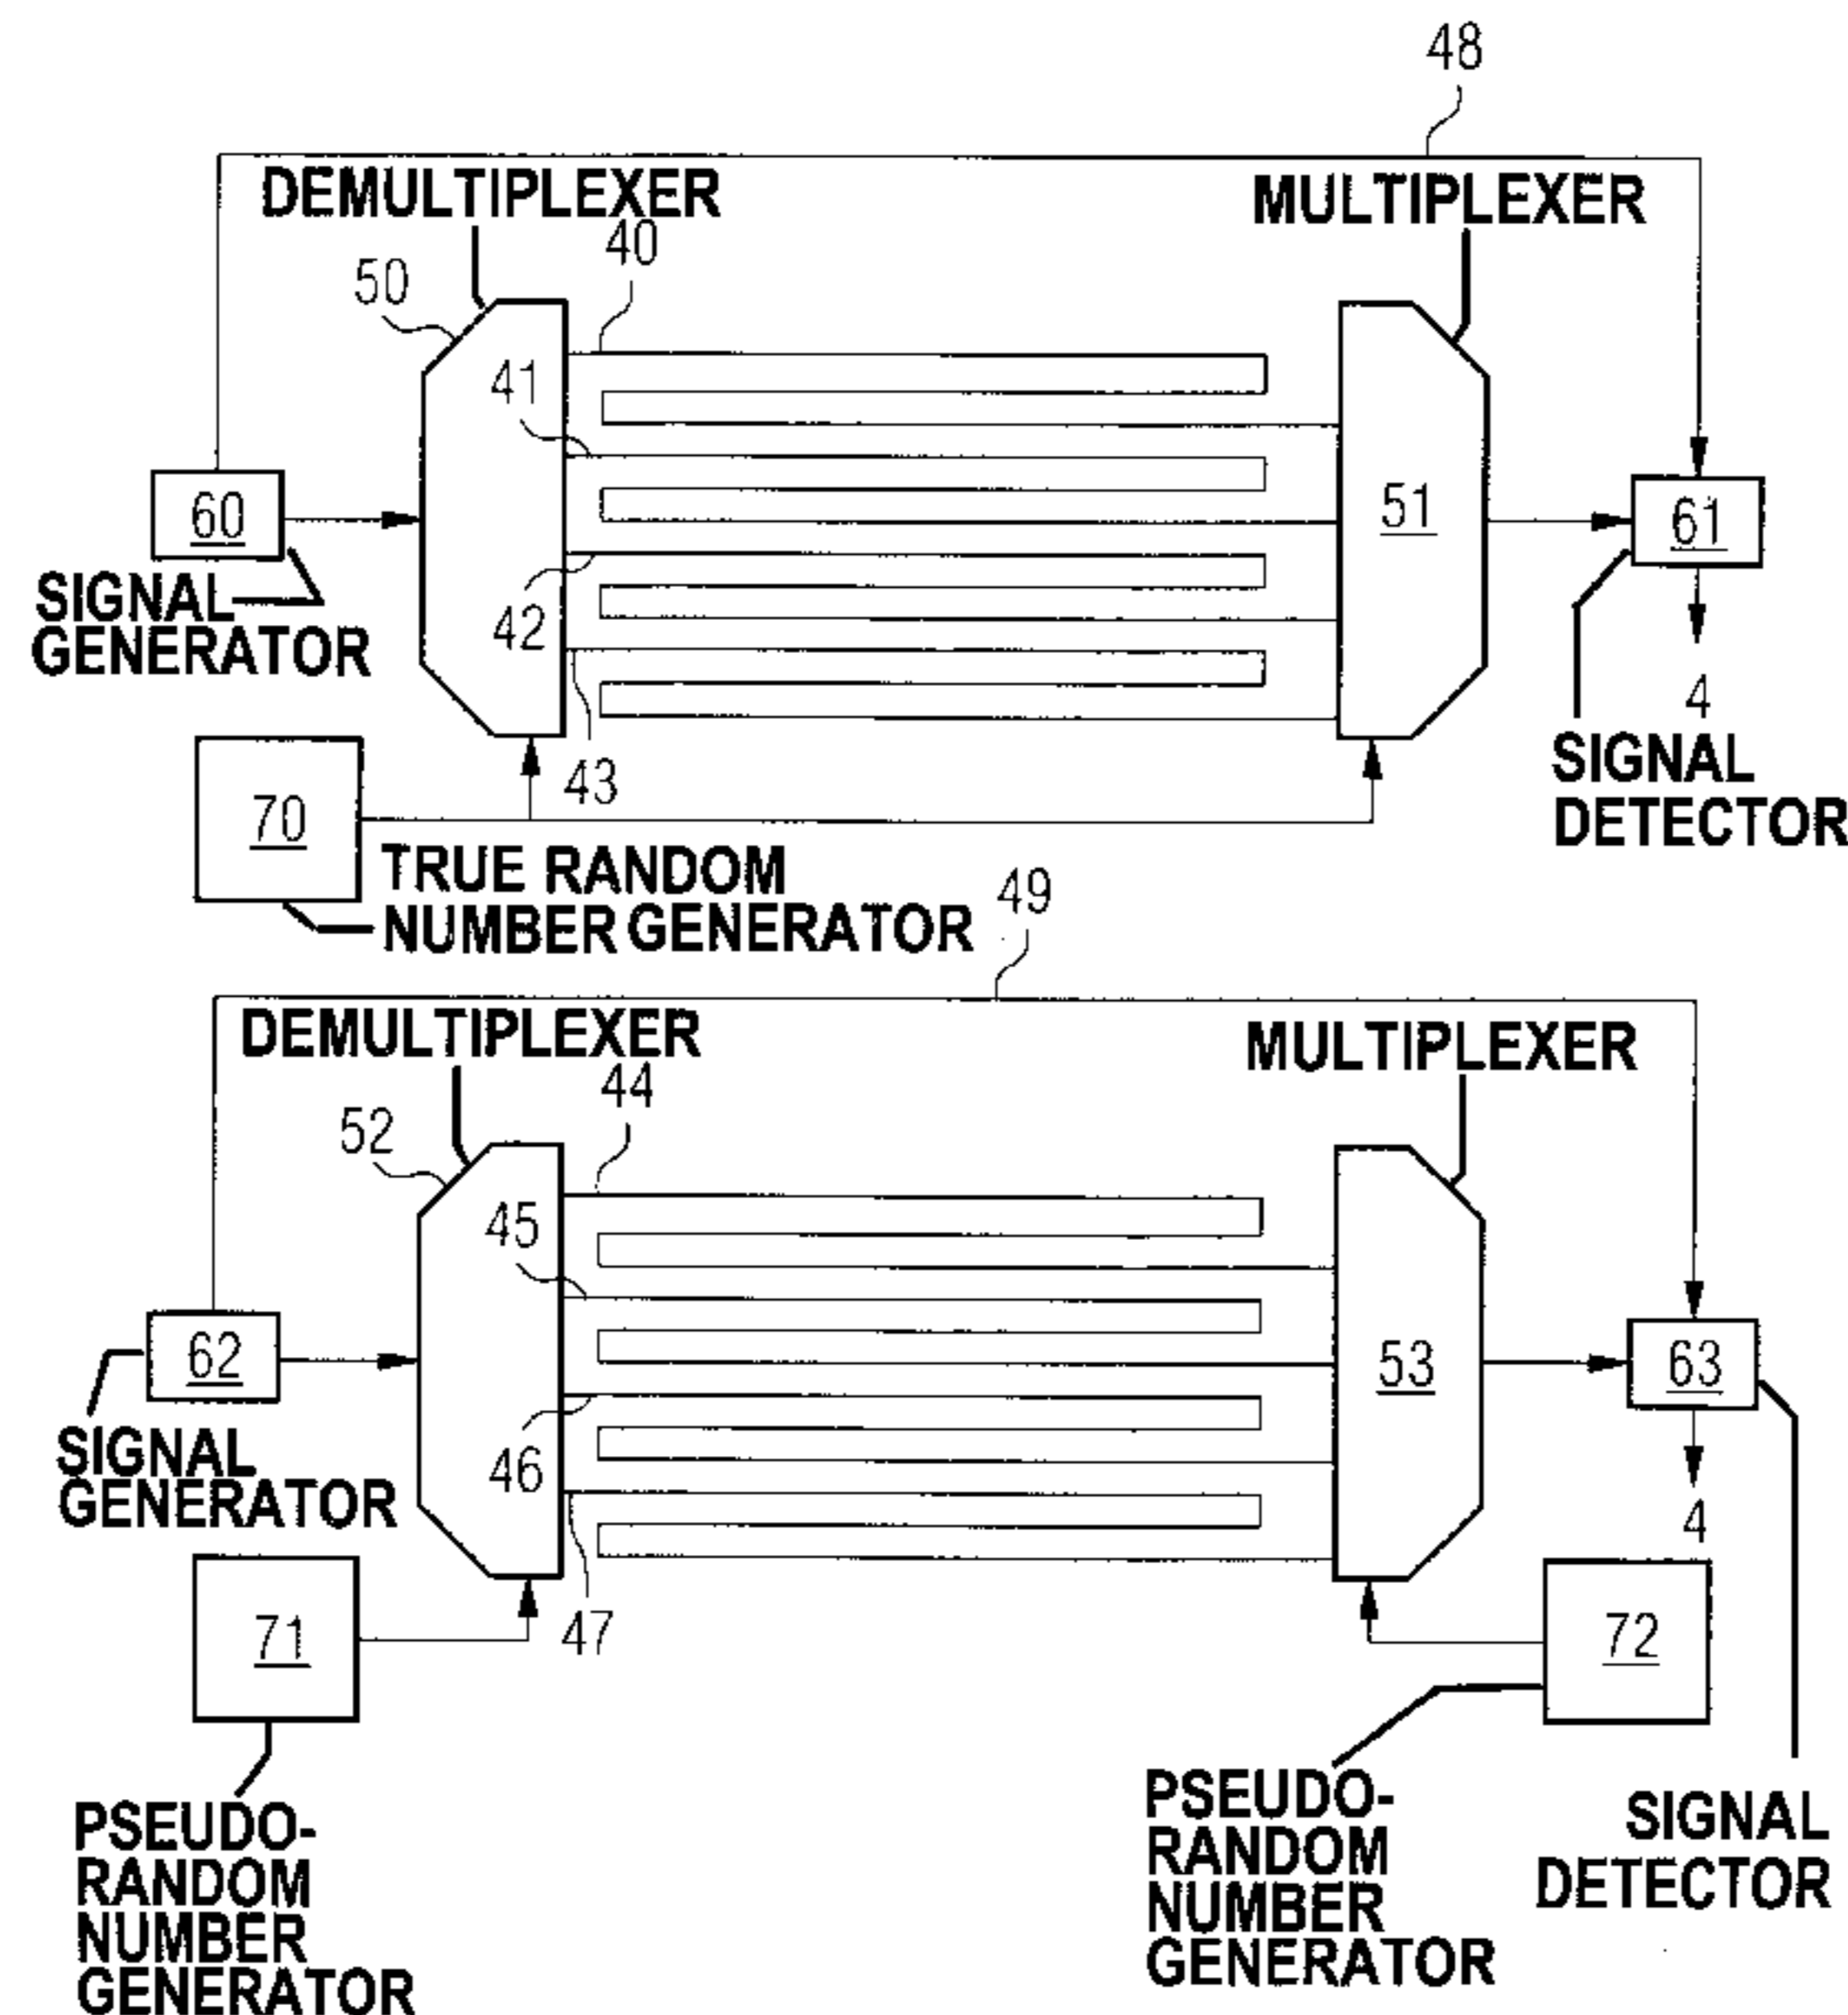 48
DEMULTIPLEXER
MULTIPLEXER
40
50
41
60
51
61
SIGNAL
GENERATOR
42
43
4
SIGNAL
DETECTOR
70
TRUE RANDOM
NUMBER GENERATOR
49
DEMULTIPLEXER
MULTIPLEXER
44
52
45
62
53
63
SIGNAL
GENERATOR
46
47
4
71
72
PSEUDO-
RANDOM
NUMBER
GENERATOR
PSEUDO-
RANDOM
NUMBER
GENERATOR
SIGNAL
DETECTOR